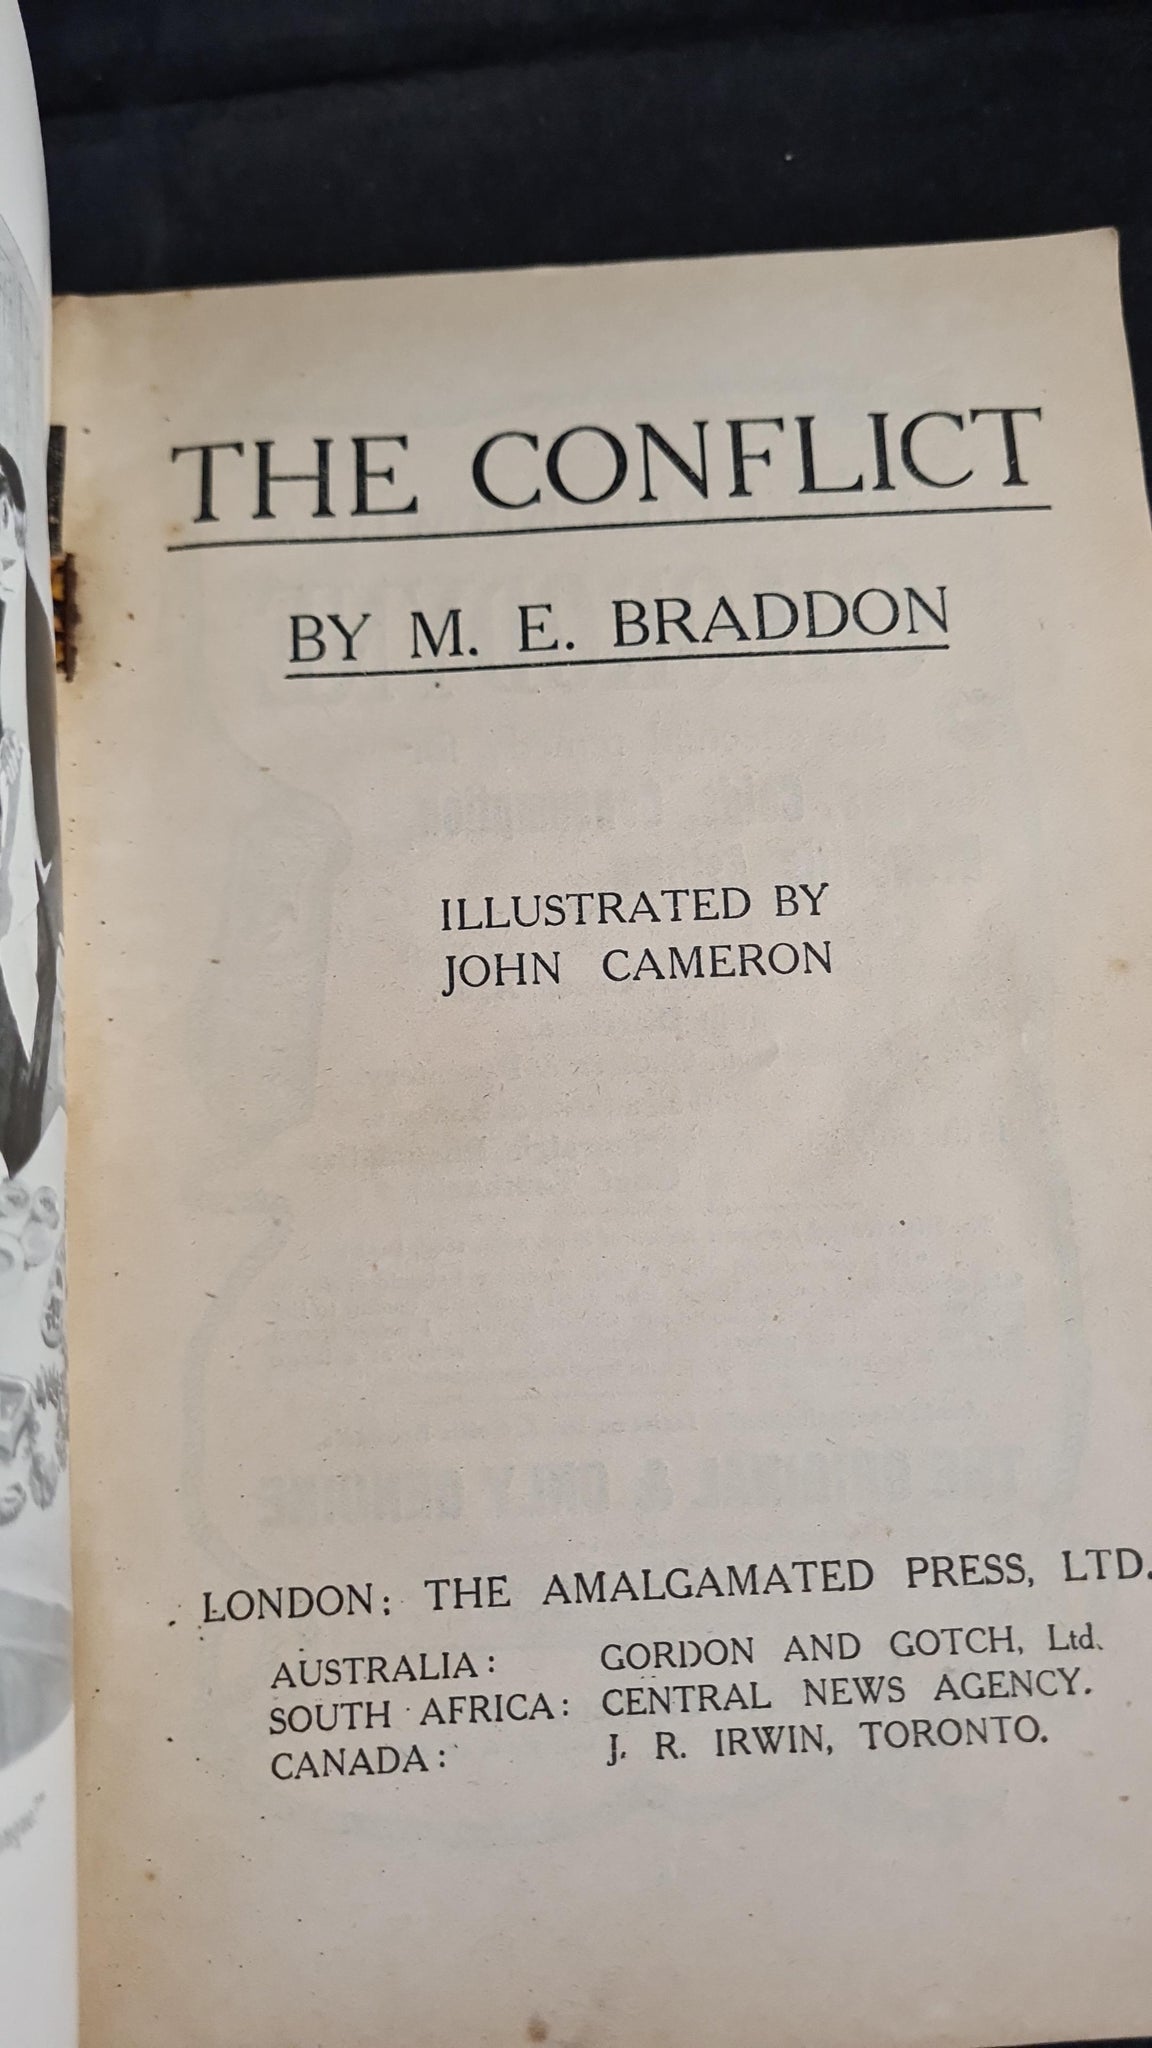 THE CONFLICT
BY M. E. BRADDON
ILLUSTRATED BY
JOHN CAMERON
LONDON: THE AMALGAMATED PRESS, LTD.
AUSTRALIA: GORDON AND GOTCH, Ltd.
SOUTH AFRICA: CENTRAL NEWS AGENCY.
CANADA: J. R. IRWIN, TORONTO.